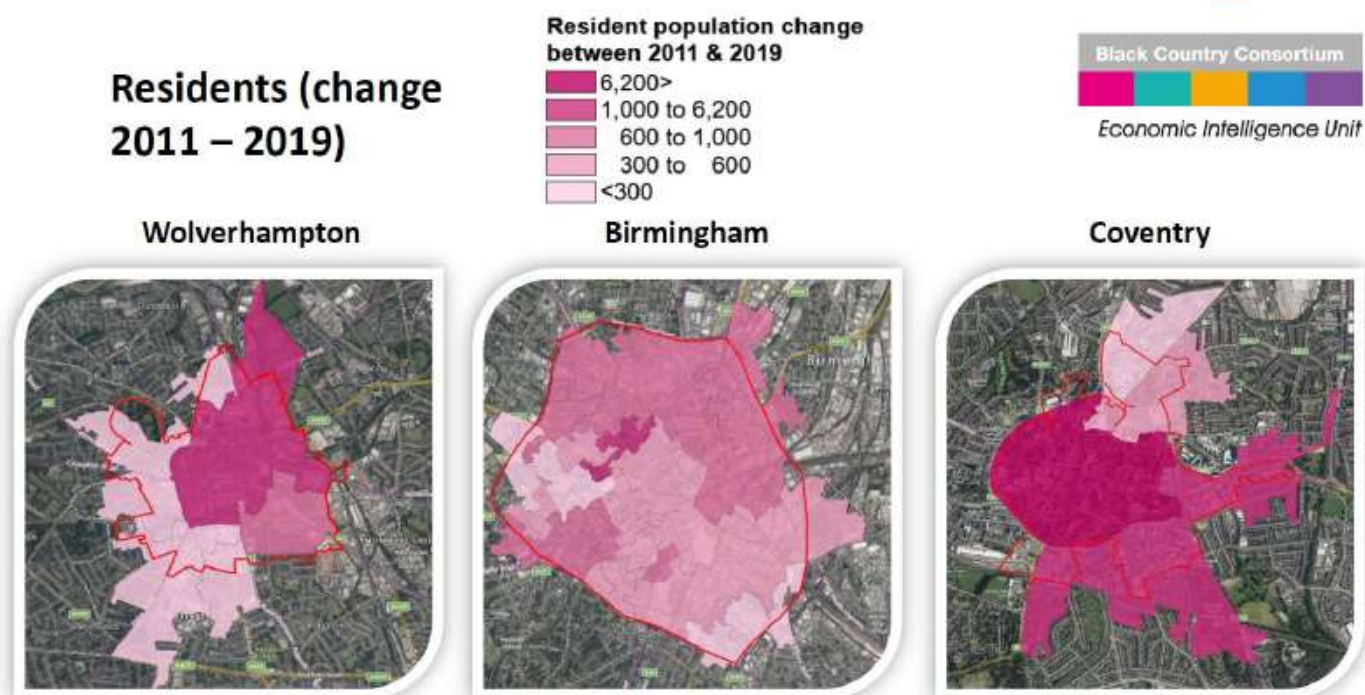 Residents (change
2011 – 2019)
Resident population change
between 2011 & 2019
6,200>
1,000 to 6,200
600 to 1,000
300 to 600
<300
Black Country Consortium
Economic Intelligence Unit
Wolverhampton
Birmingham
Coventry